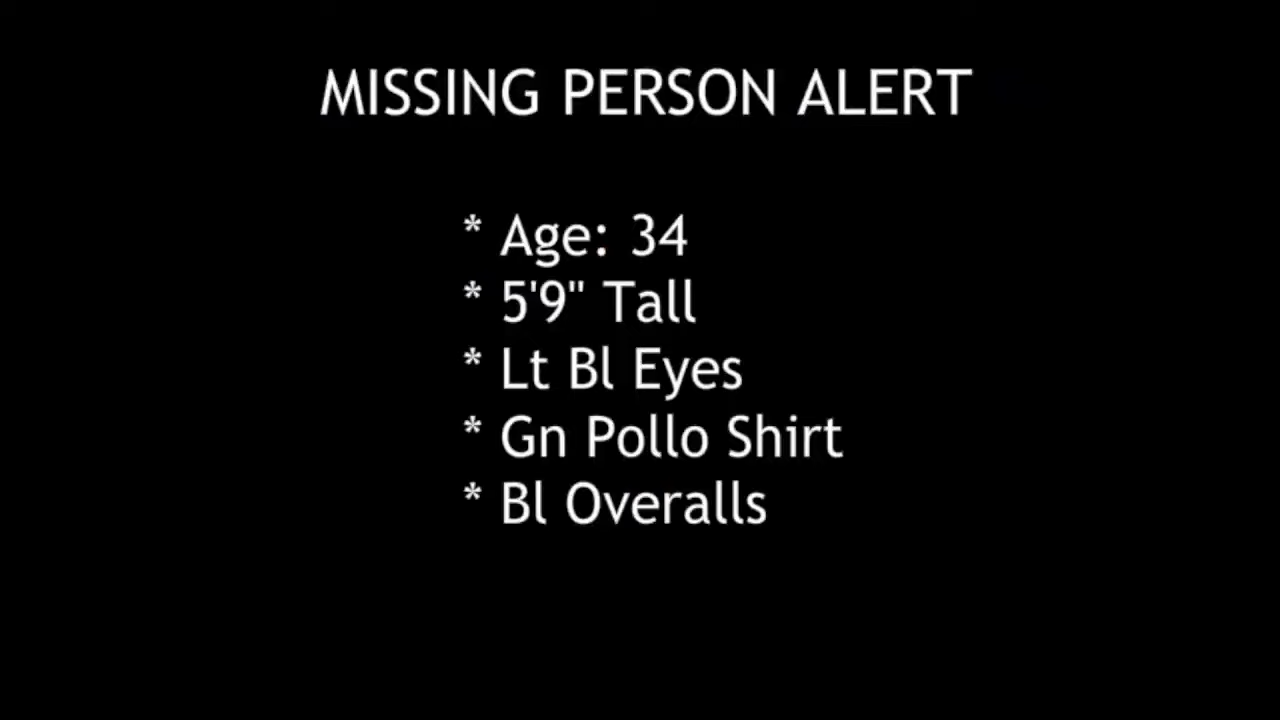 MISSING PERSON ALERT
* Age: 34
* 5'9" Tall
* Lt Bl Eyes
* Gn Pollo Shirt
* Bl Overalls